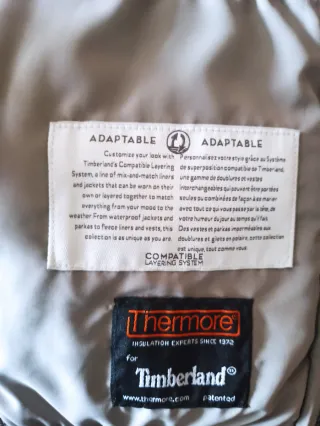 ADAPTABLE
Customize your look with
Timberland's Compatible Layering
System, a line of mix-and-match liners
and jackets that can be worn on their
own or layered together to match
everything from your mood to the
weather. From waterproof jackets and
parkas to fleece liners and vests, this
collection is as unique as you are.
ADAPTABLE
Personnalisez votre style grâce au Système
de superposition compatible de Timberland,
une gamme de doublures et vestes
interchangeables qui peuvent être portées
seules ou combinées de façon à se marier
avec tout ce qui vous passe par la tête, de
votre humeur du jour au temps qu'il fait.
Des vestes et parkas imperméables aux
doublures et gilets en polaire, cette collection
est unique, tout comme vous.
COMPATIBLE
LAYERING SYSTEM
Thermore®
INSULATION EXPERTS SINCE 1972
for
Timberland®
www.thermore.com patented